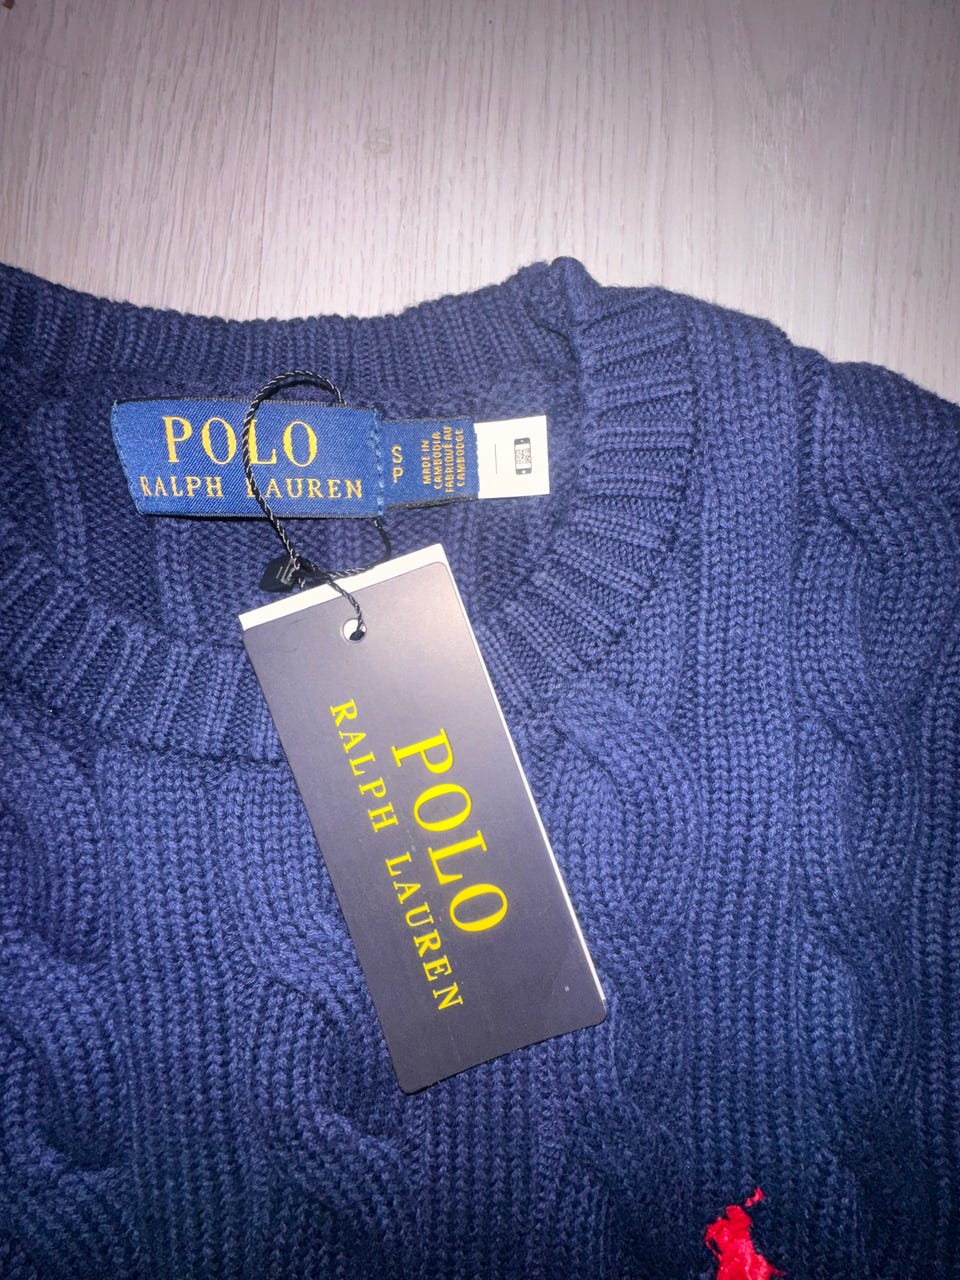 POLO
RALPH LAUREN
S
P
MADE IN
CAMBODIA
FABRIQUÉ AU
CAMBODGE
POLO
RALPH LAUREN